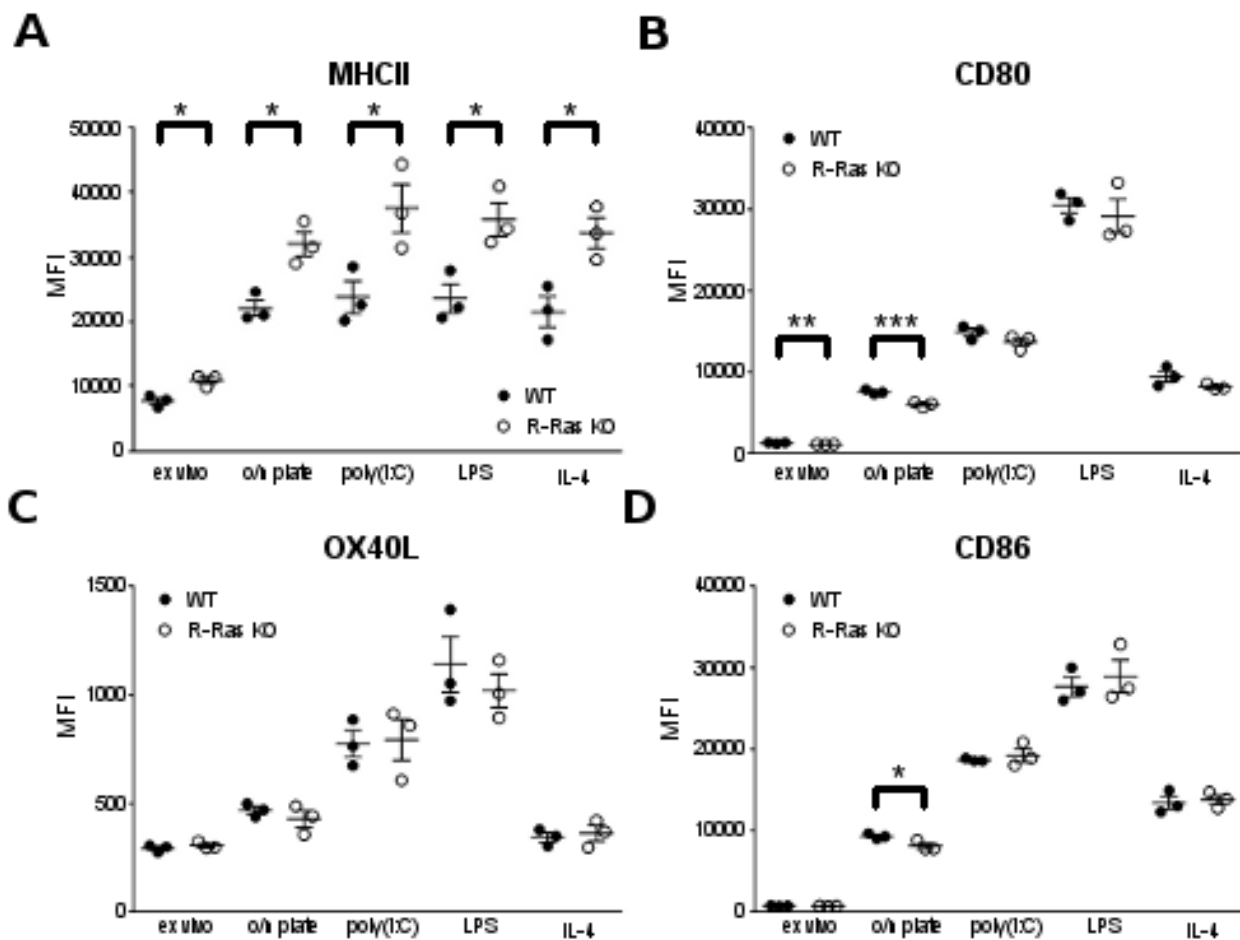 A
MHCII
* * * * *
50000
40000
30000
20000
10000
0
MFI
WT
R-Ras KO
ex vivo o/n plate poly(I:C) LPS IL-4
B
CD80
40000
30000
20000
10000
0
MFI
WT
R-Ras KO
** ***
ex vivo o/n plate poly(I:C) LPS IL-4
C
OX40L
1500
1000
500
0
MFI
WT
R-Ras KO
ex vivo o/n plate poly(I:C) LPS IL-4
D
CD86
40000
30000
20000
10000
0
MFI
WT
R-Ras KO
*
ex vivo o/n plate poly(I:C) LPS IL-4